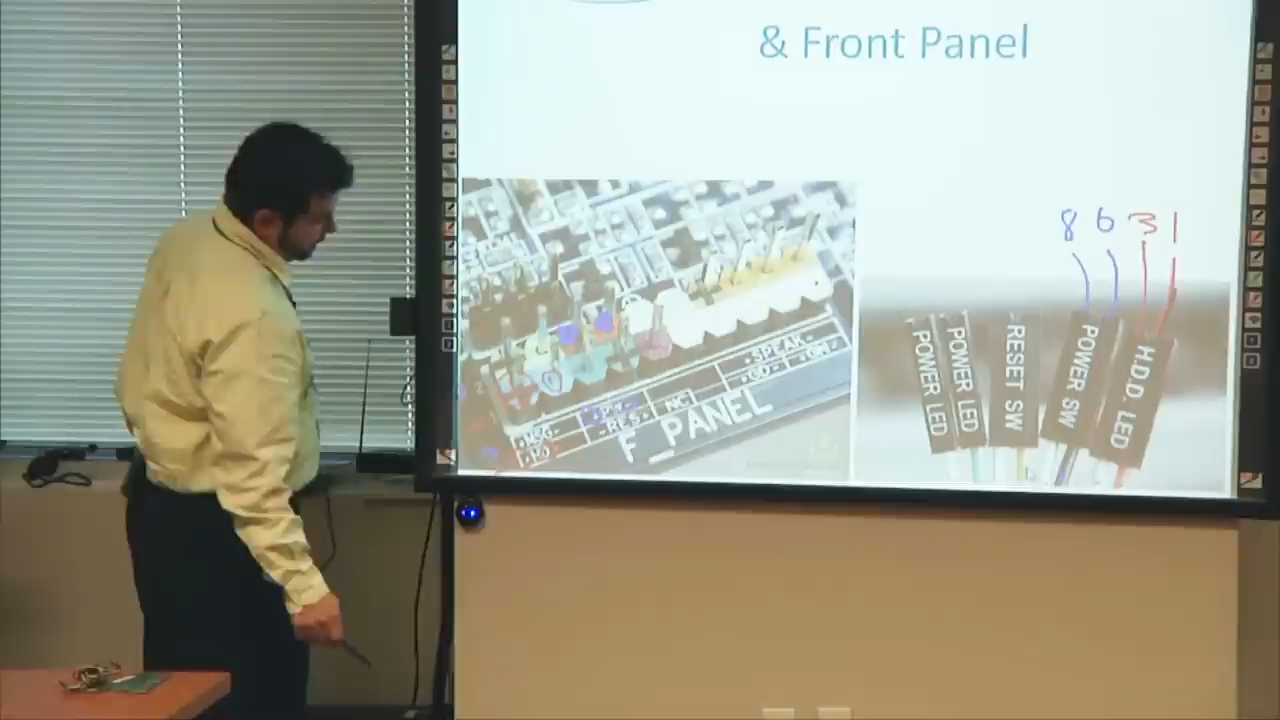 & Front Panel
8 6 3 1
POWER LED
POWER LED
RESET SW
POWER SW
H.D.D. LED
-SPEAK-
NC
F_PANEL